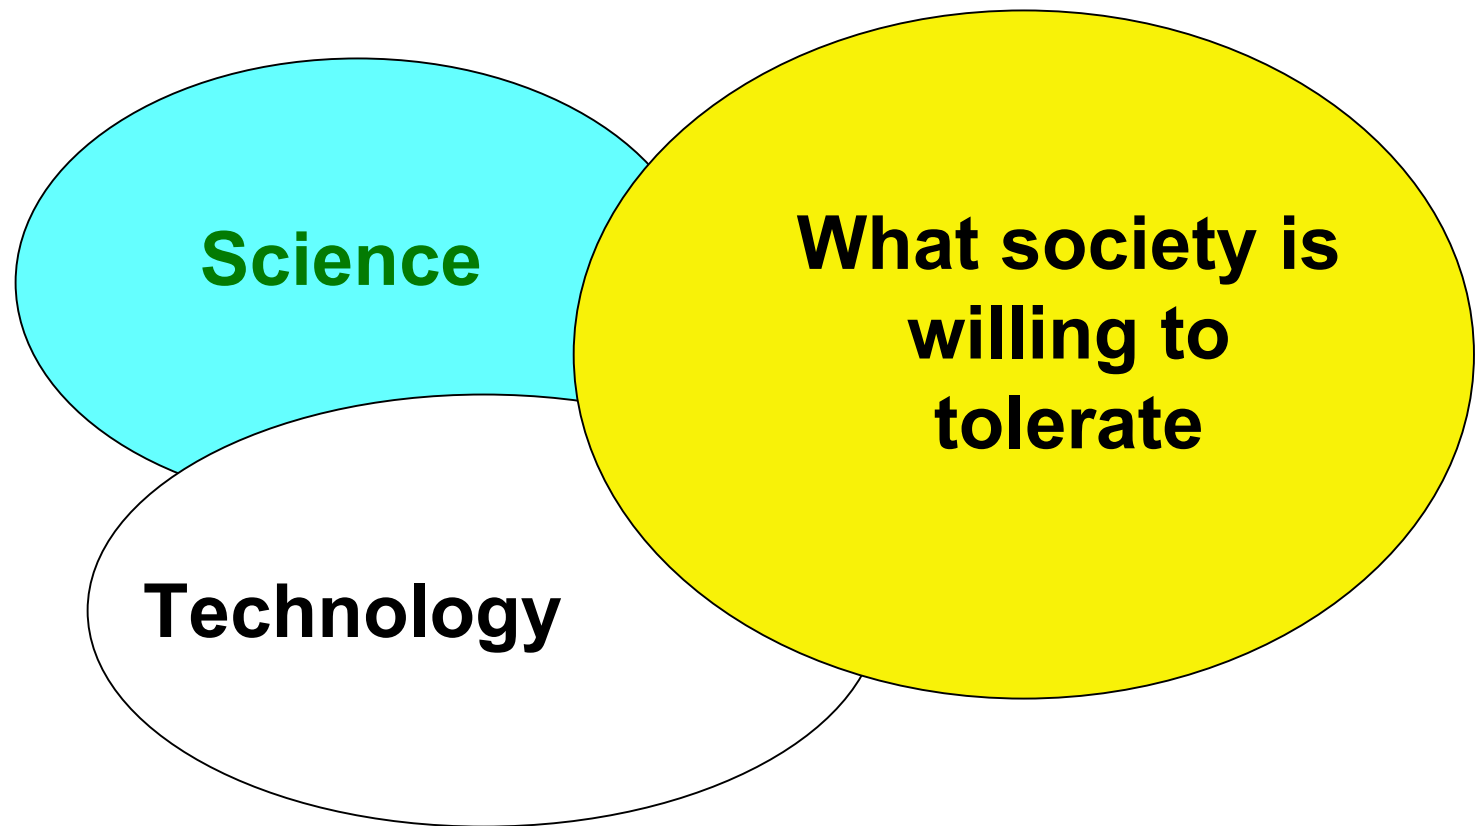 Science
What society is
willing to
tolerate
Technology